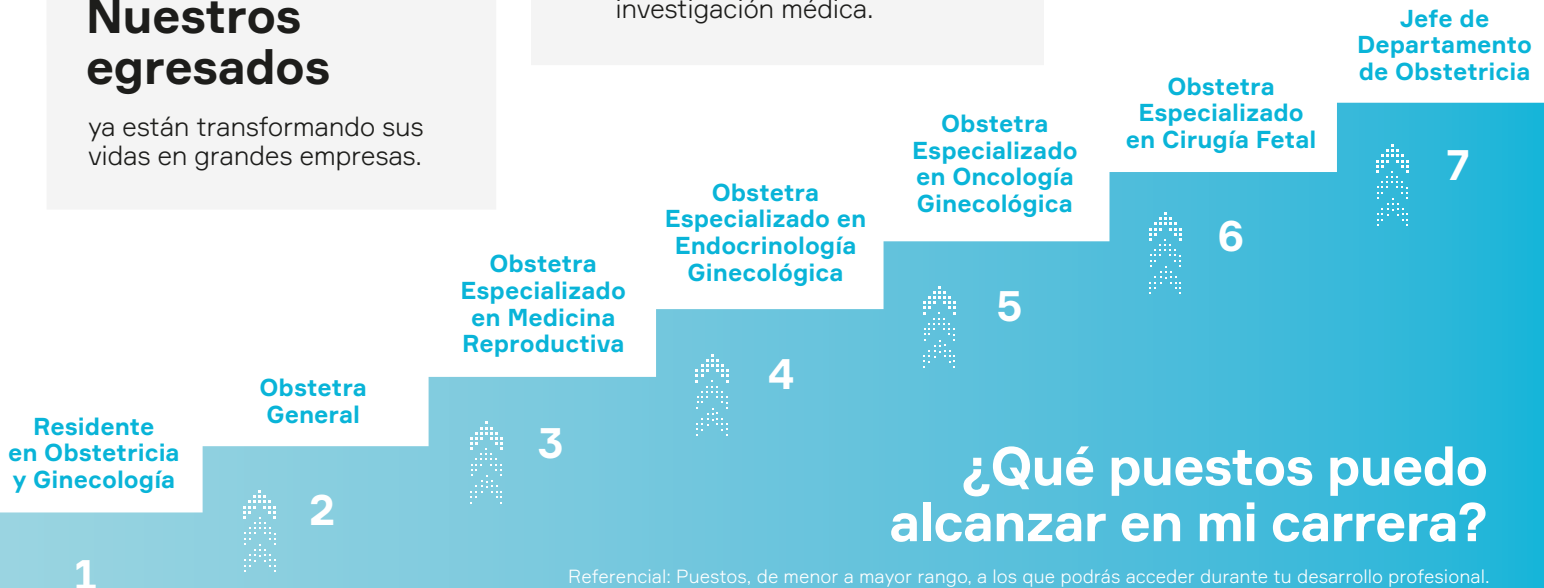 Nuestros
egresados
ya están transformando sus
vidas en grandes empresas.
investigación médica.
Residente
en Obstetricia
y Ginecología
1
Obstetra
General
2
Obstetra
Especializado
en Medicina
Reproductiva
3
Obstetra
Especializado en
Endocrinología
Ginecológica
4
Obstetra
Especializado
en Oncología
Ginecológica
5
Obstetra
Especializado
en Cirugía Fetal
6
Jefe de
Departamento
de Obstetricia
7
¿Qué puestos puedo
alcanzar en mi carrera?
Referencial: Puestos, de menor a mayor rango, a los que podrás acceder durante tu desarrollo profesional.